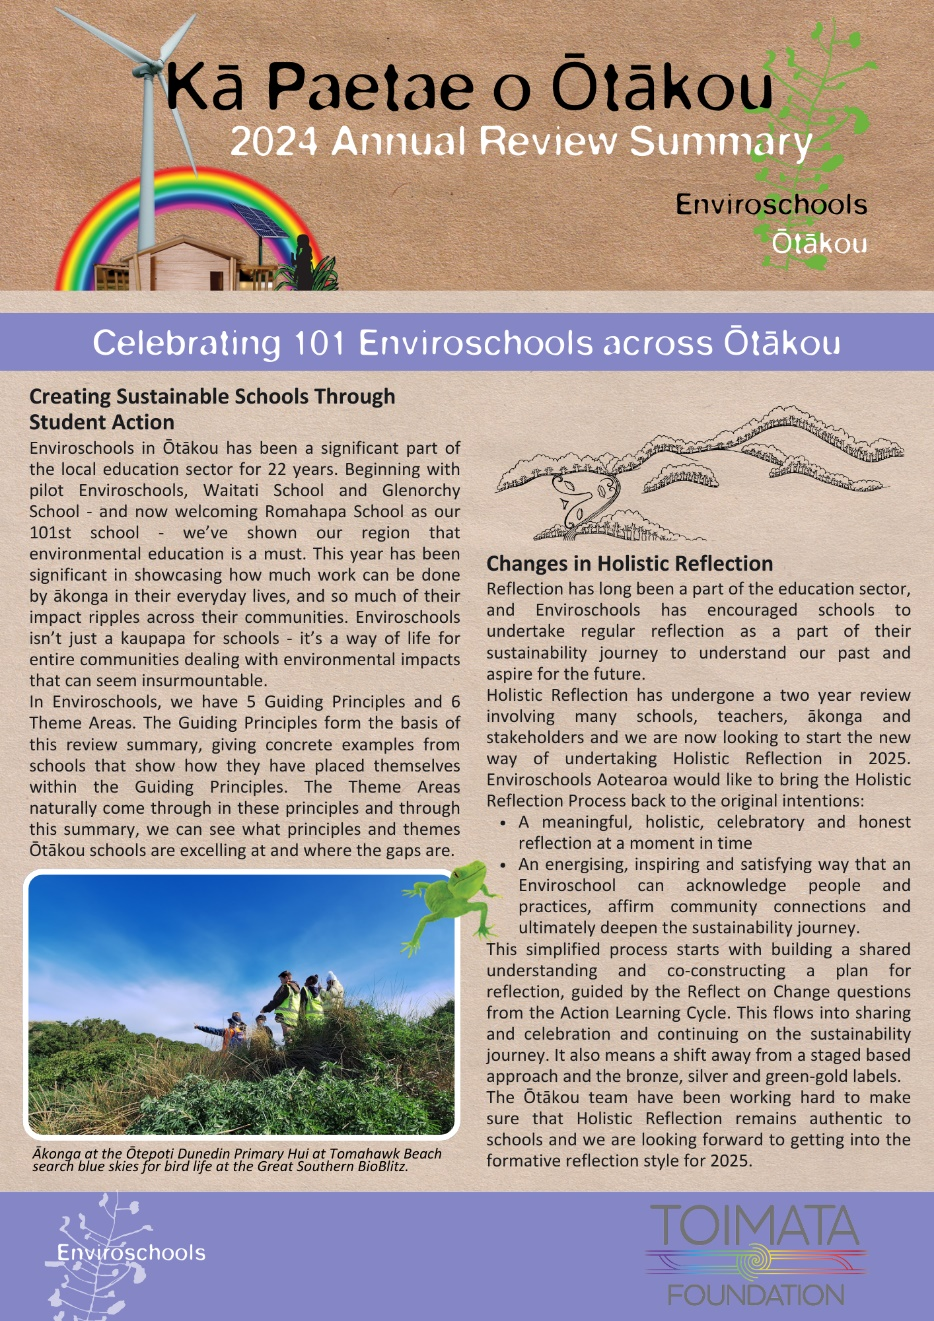 Kā Paetae o Ōtākou
2024 Annual Review Summary
Enviroschools
Ōtākou
Celebrating 101 Enviroschools across Ōtākou
Creating Sustainable Schools Through
Student Action
Enviroschools in Ōtākou has been a significant part of
the local education sector for 22 years. Beginning with
pilot Enviroschools, Waitati School and Glenorchy
School - and now welcoming Romahapa School as our
101st school - we've shown our region that
environmental education is a must. This year has been
significant in showcasing how much work can be done
by ākonga in their everyday lives, and so much of their
impact ripples across their communities. Enviroschools
isn't just a kaupapa for schools - it's a way of life for
entire communities dealing with environmental impacts
that can seem insurmountable.
In Enviroschools, we have 5 Guiding Principles and 6
Theme Areas. The Guiding Principles form the basis of
this review summary, giving concrete examples from
schools that show how they have placed themselves
within the Guiding Principles. The Theme Areas
naturally come through in these principles and through
this summary, we can see what principles and themes
Ōtākou schools are excelling at and where the gaps are.
Ākonga at the Ōtepoti Dunedin Primary Hui at Tomahawk Beach
search blue skies for bird life at the Great Southern BioBlitz.
Changes in Holistic Reflection
Reflection has long been a part of the education sector,
and Enviroschools has encouraged schools to
undertake regular reflection as a part of their
sustainability journey to understand our past and
aspire for the future.
Holistic Reflection has undergone a two year review
involving many schools, teachers, ākonga and
stakeholders and we are now looking to start the new
way of undertaking Holistic Reflection in 2025.
Enviroschools Aotearoa would like to bring the Holistic
Reflection Process back to the original intentions:
• A meaningful, holistic, celebratory and honest
reflection at a moment in time
• An energising, inspiring and satisfying way that an
Enviroschool can acknowledge people and
practices, affirm community connections and
ultimately deepen the sustainability journey.
This simplified process starts with building a shared
understanding and co-constructing a plan for
reflection, guided by the Reflect on Change questions
from the Action Learning Cycle. This flows into sharing
and celebration and continuing on the sustainability
journey. It also means a shift away from a staged based
approach and the bronze, silver and green-gold labels.
The Ōtākou team have been working hard to make
sure that Holistic Reflection remains authentic to
schools and we are looking forward to getting into the
formative reflection style for 2025.
Enviroschools
TOIMATA
FOUNDATION